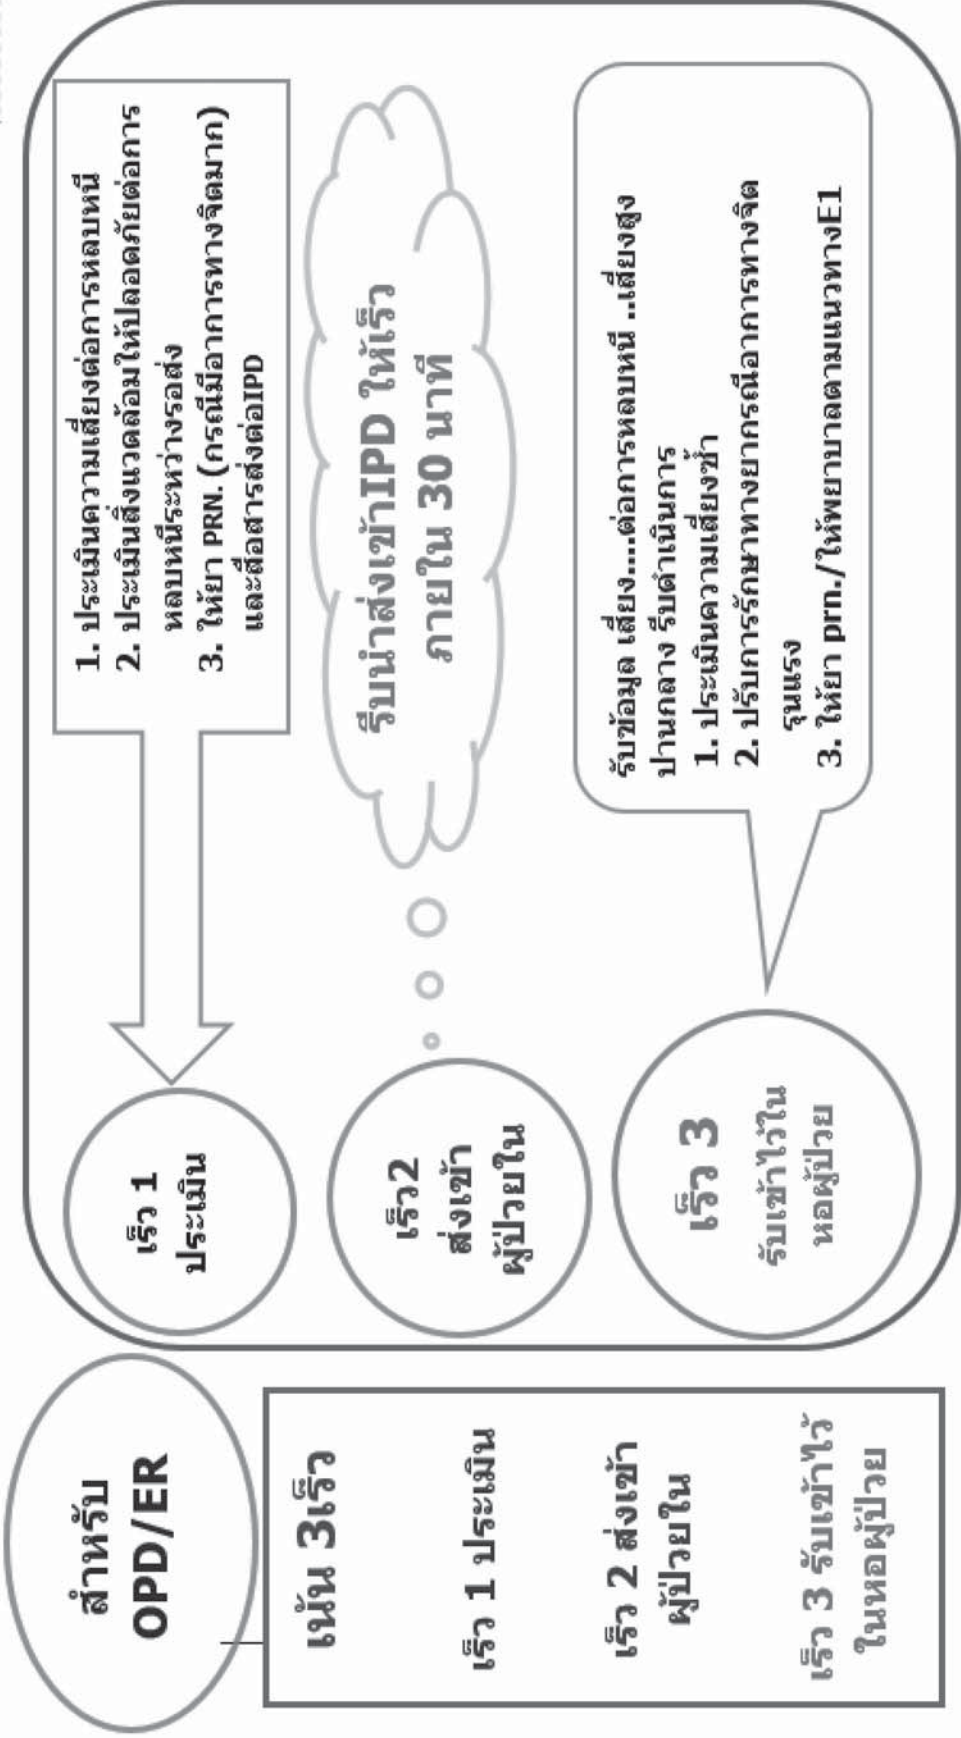 สำหรับ
OPD/ER
เน้น 3เร็ว
เร็ว 1 ประเมิน
เร็ว 2 ส่งเข้า
ผู้ป่วยใน
เร็ว 3 รับเข้าไว้
ในหอผู้ป่วย
เร็ว 1
ประเมิน
1. ประเมินความเสี่ยงต่อการหลบหนี
2. ประเมินสิ่งแวดล้อมให้ปลอดภัยต่อการ
หลบหนีระหว่างรอส่ง
3. ให้ยา PRN. (กรณีมีอาการทางจิตมาก)
และสื่อสารส่งต่อIPD
เร็ว2
ส่งเข้า
ผู้ป่วยใน
รีบนำส่งเข้าIPD ให้เร็ว
ภายใน 30 นาที
เร็ว 3
รับเข้าไว้ใน
หอผู้ป่วย
รับข้อมูล เสี่ยง....ต่อการหลบหนี ..เสี่ยงสูง
ปานกลาง รีบดำเนินการ
1. ประเมินความเสี่ยงซ้ำ
2. ปรับการรักษาทางยากรณีอาการทางจิต
รุนแรง
3. ให้ยา prn./ให้พยาบาลตามแนวทางE1